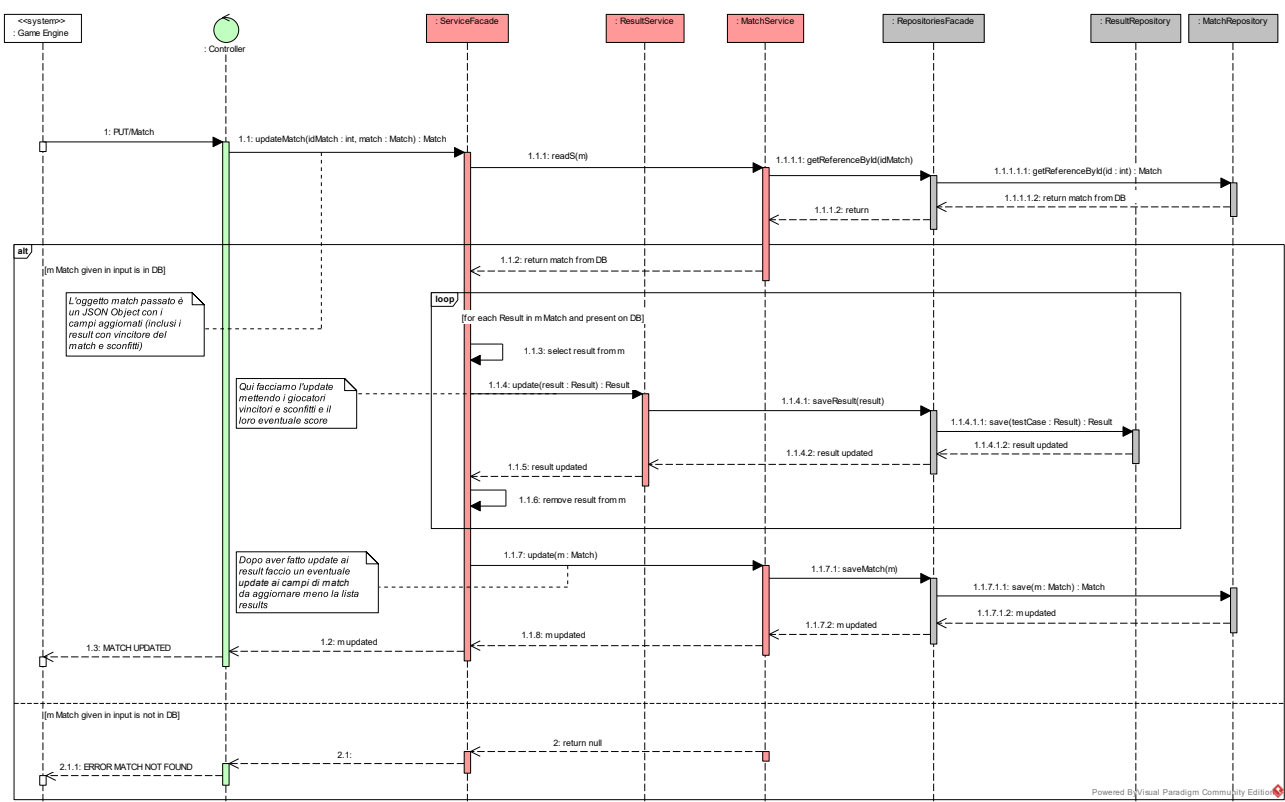 <<system>>
: Game Engine
: Controller
: ServiceFacade
: ResultService
: MatchService
: RepositoriesFacade
: ResultRepository
: MatchRepository
1: PUT/Match
1.1: updateMatch(idMatch : int, match : Match) : Match
1.1.1: readS(m)
1.1.1.1: getReferenceById(idMatch)
1.1.1.1.1: getReferenceById(id : int) : Match
1.1.1.1.2: return match from DB
1.1.1.2: return
alt
[m Match given in input is in DB]
1.1.2: return match from DB
L'oggetto match passato è
un JSON Object con i
campi aggiornati (inclusi i
result con vincitore del
match e sconfitti)
loop
[for each Result in m Match and present on DB]
1.1.3: select result from m
Qui facciamo l'update
mettendo i giocatori
vincitori e sconfitti e il
loro eventuale score
1.1.4: update(result : Result) : Result
1.1.4.1: saveResult(result)
1.1.4.1.1: save(testCase : Result) : Result
1.1.4.1.2: result updated
1.1.4.2: result updated
1.1.5: result updated
1.1.6: remove result from m
Dopo aver fatto update ai
result faccio un eventuale
update ai campi di match
da aggiornare meno la lista
results
1.1.7: update(m : Match)
1.1.7.1: saveMatch(m)
1.1.7.1.1: save(m : Match) : Match
1.1.7.1.2: m updated
1.1.7.2: m updated
1.1.8: m updated
1.2: m updated
1.3: MATCH UPDATED
[m Match given in input is not in DB]
2: return null
2.1:
2.1.1: ERROR MATCH NOT FOUND
Powered By Visual Paradigm Community Edition